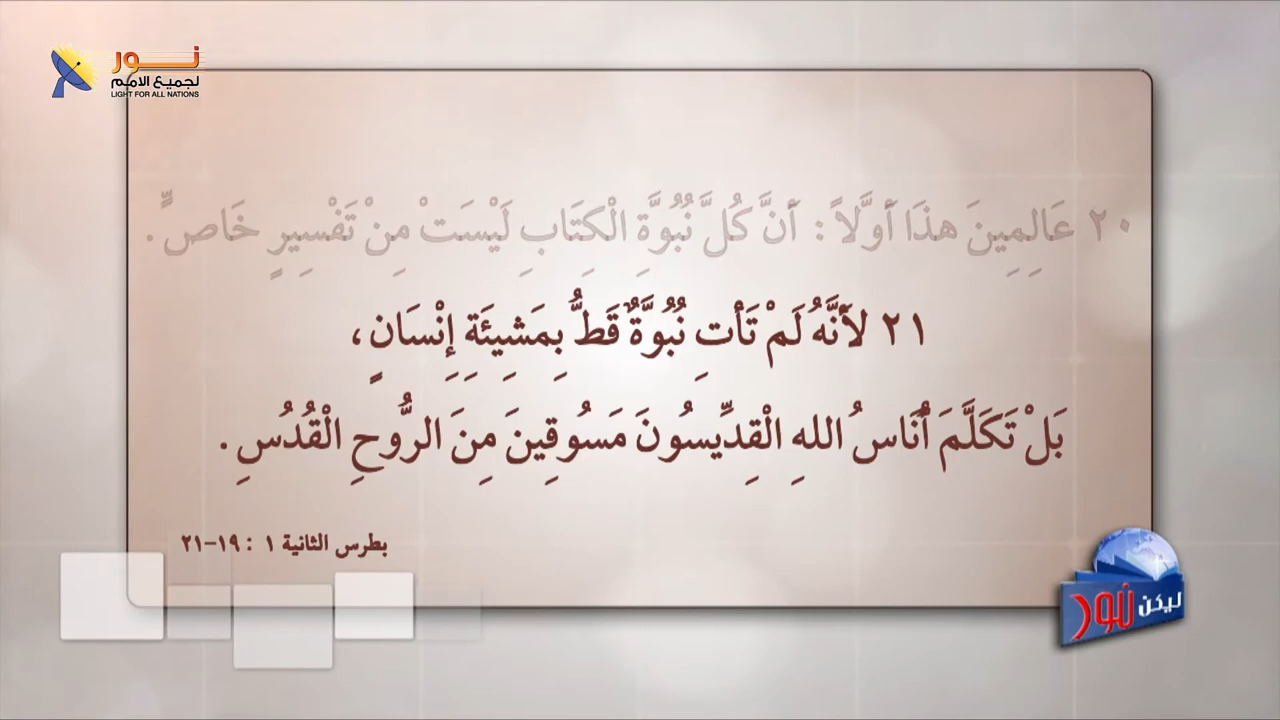 نور
لجميع الامم
LIGHT FOR ALL NATIONS
٢٠ عَالِمِينَ هذَا أَوَّلاً : أَنَّ كُلَّ نُبُوَّةِ الْكِتَابِ لَيْسَتْ مِنْ تَفْسِيرٍ خَاصٍّ .
٢١ لأَنَّهُ لَمْ تَأْتِ نُبُوَّةٌ قَطُّ بِمَشِيئَةِ إِنْسَانٍ ،
بَلْ تَكَلَّمَ أُنَاسُ اللهِ الْقِدِّيسُونَ مَسُوقِينَ مِنَ الرُّوحِ الْقُدُسِ .
بطرس الثانية ١ : ١٩-٢١
ليكن نور